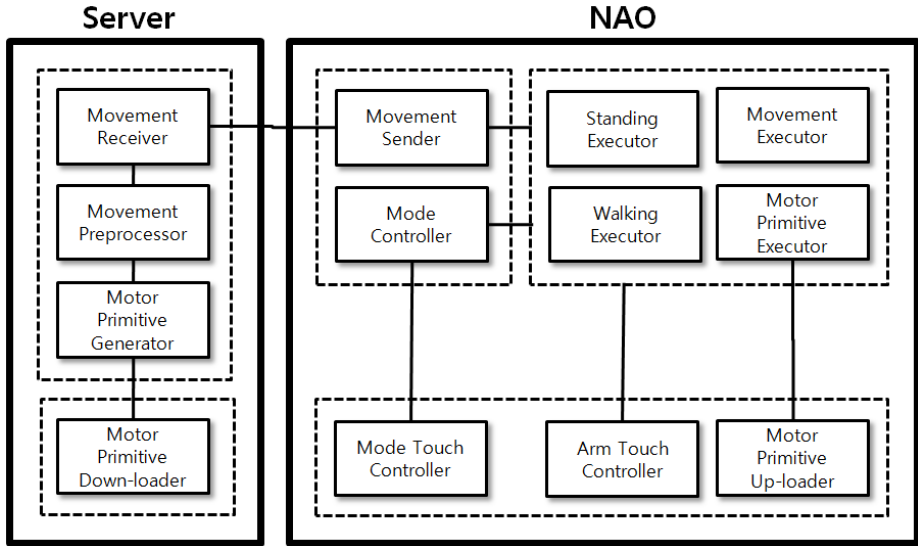 Server
NAO
Movement
Receiver
Movement
Preprocessor
Motor
Primitive
Generator
Motor
Primitive
Down-loader
Movement
Sender
Mode
Controller
Standing
Executor
Movement
Executor
Walking
Executor
Motor
Primitive
Executor
Mode Touch
Controller
Arm Touch
Controller
Motor
Primitive
Up-loader